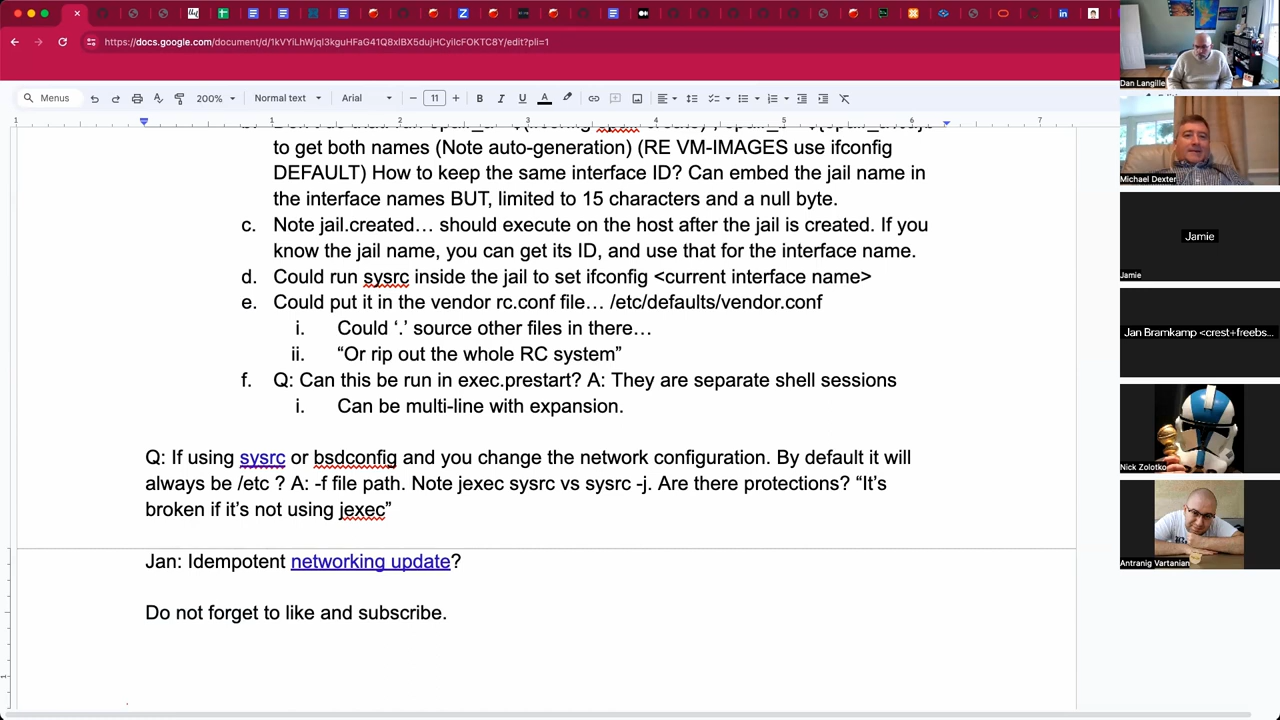 https://docs.google.com/document/d/1kVYiLhWjql3kguHFaG41Q8xlBX5dujHCyiIcFOKTC8Y/edit?pli=1
Menus
200%
Normal text
Arial
11
1 1 2 3 4 5 6 7
to get both names (Note auto-generation) (RE VM-IMAGES use ifconfig
DEFAULT) How to keep the same interface ID? Can embed the jail name in
the interface names BUT, limited to 15 characters and a null byte.
c. Note jail.created… should execute on the host after the jail is created. If you
know the jail name, you can get its ID, and use that for the interface name.
d. Could run sysrc inside the jail to set ifconfig <current interface name>
e. Could put it in the vendor rc.conf file… /etc/defaults/vendor.conf
i. Could ‘.’ source other files in there…
ii. “Or rip out the whole RC system”
f. Q: Can this be run in exec.prestart? A: They are separate shell sessions
i. Can be multi-line with expansion.
Q: If using sysrc or bsdconfig and you change the network configuration. By default it will
always be /etc ? A: -f file path. Note jexec sysrc vs sysrc -j. Are there protections? “It’s
broken if it’s not using jexec”
Jan: Idempotent networking update?
Do not forget to like and subscribe.
Dan Langille
Michael Dexter
Jamie
Jamie
Jan Bramkamp <crest+freebs...
Nick Zolotko
Antranig Vartanian